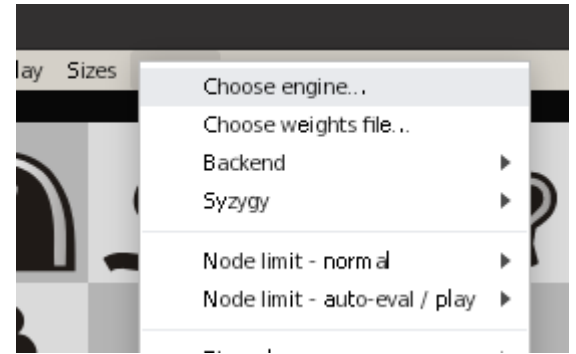 lay Sizes
Choose engine...
Choose weights file...
Backend
Syzygy
Node limit - normal
Node limit - auto-eval / play